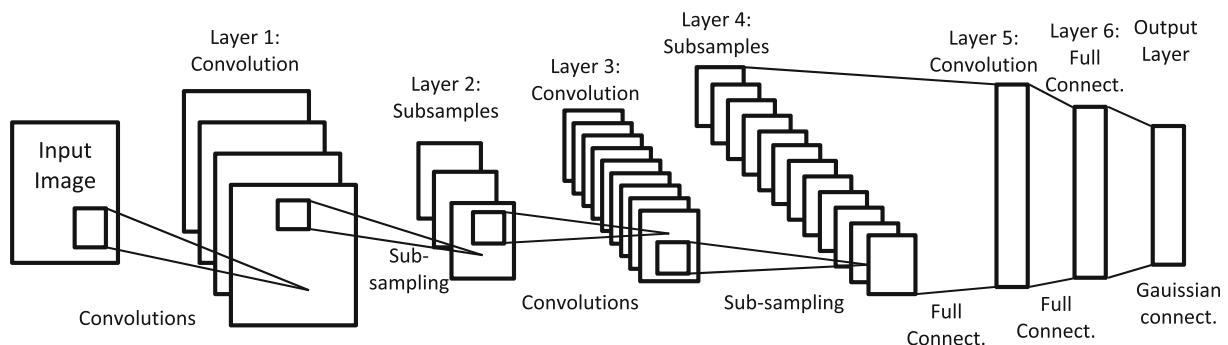 Layer 1:
Convolution
Layer 2:
Subsamples
Layer 3:
Convolution
Layer 4:
Subsamples
Layer 5:
Convolution
Layer 6:
Full
Connect.
Output
Layer
Input
Image
Convolutions
Sub-
sampling
Convolutions
Sub-sampling
Full
Connect.
Full
Connect.
Gaussian
connect.